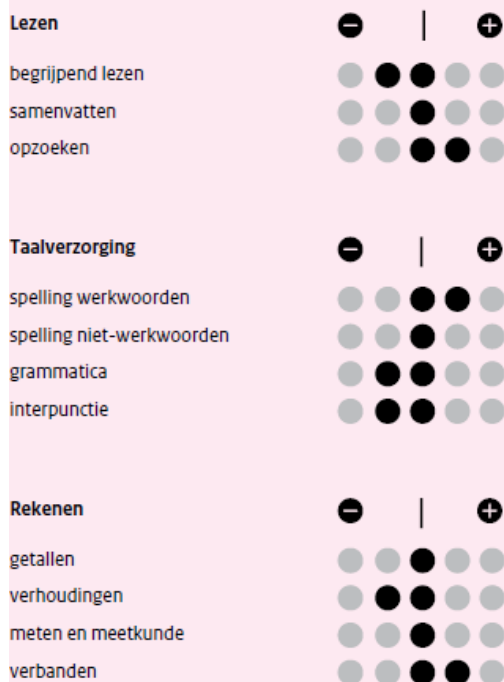 Lezen
begrijpend lezen
samenvatten
opzoeken
Taalverzorging
spelling werkwoorden
spelling niet-werkwoorden
grammatica
interpunctie
Rekenen
getallen
verhoudingen
meten en meetkunde
verbanden